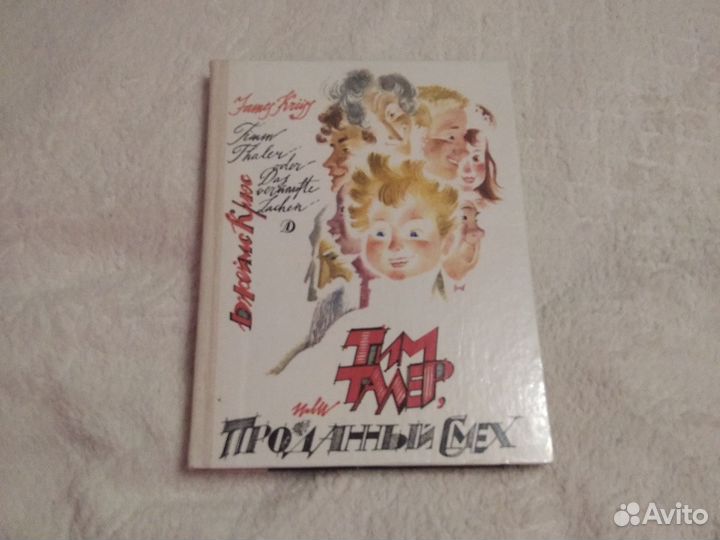 James Krüss
Timm
Thaler
oder
Das
verkaufte
Lachen
Д
Джеймс Крюс
ТИМ
ТАЛЕР,
или
ПРОДАННЫЙ СМЕХ
Avito